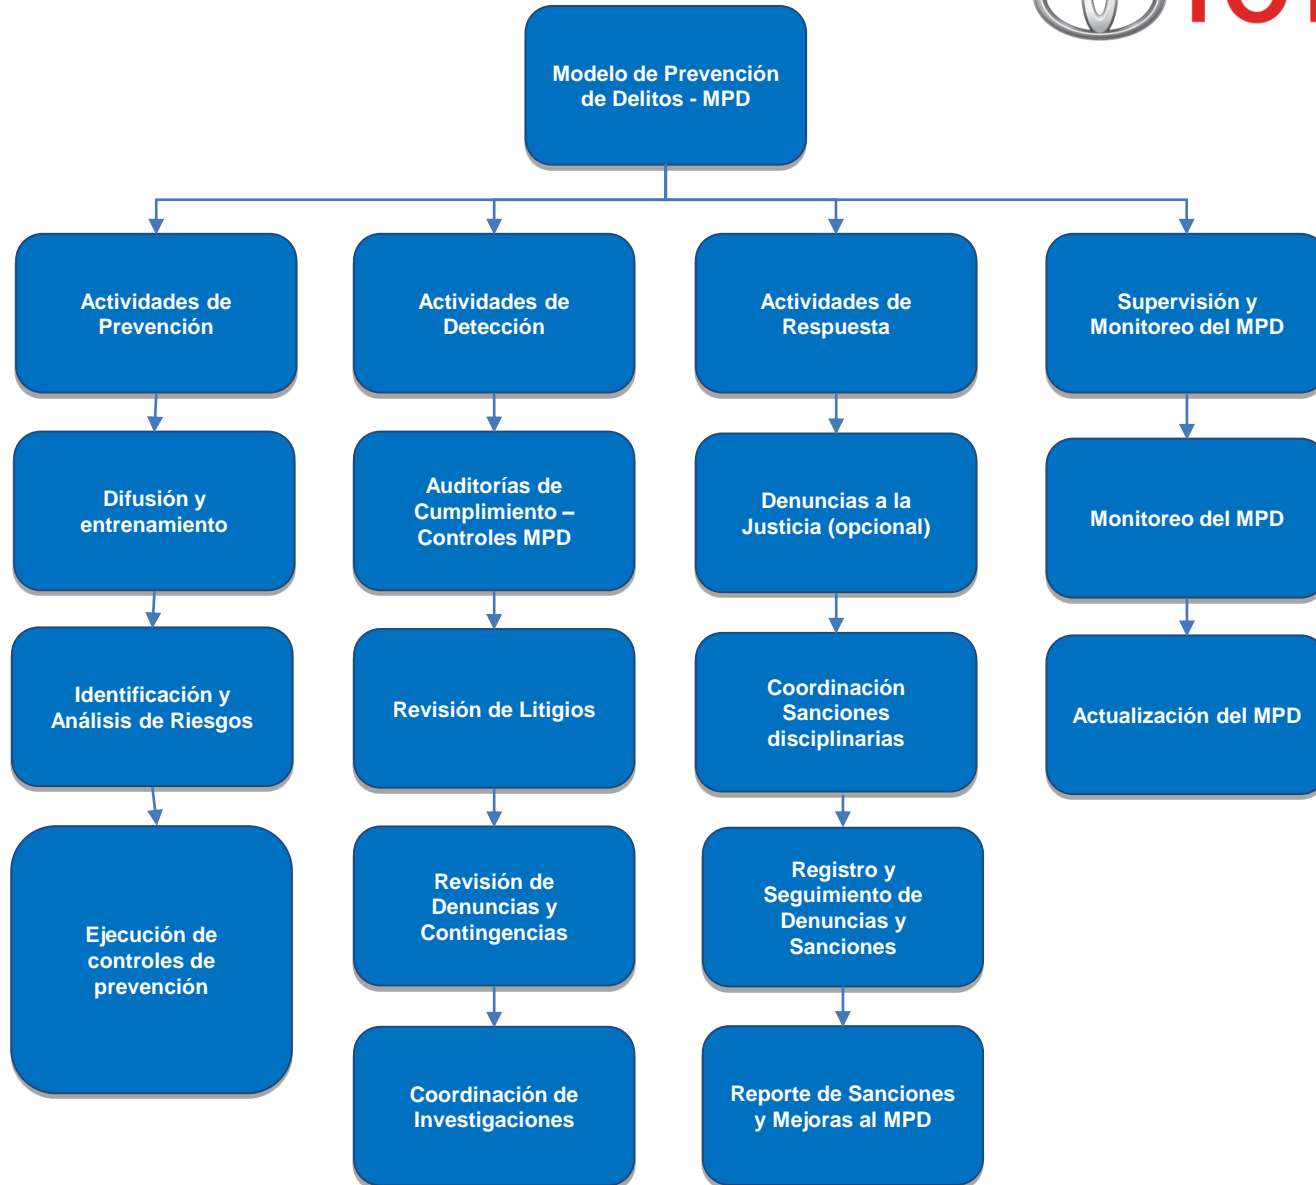 Modelo de Prevención
de Delitos - MPD
Actividades de
Prevención
Actividades de
Detección
Actividades de
Respuesta
Supervisión y
Monitoreo del MPD
Difusión y
entrenamiento
Auditorías de
Cumplimiento –
Controles MPD
Denuncias a la
Justicia (opcional)
Monitoreo del MPD
Identificación y
Análisis de Riesgos
Revisión de Litigios
Coordinación
Sanciones
disciplinarias
Actualización del MPD
Ejecución de
controles de
prevención
Revisión de
Denuncias y
Contingencias
Registro y
Seguimiento de
Denuncias y
Sanciones
Coordinación de
Investigaciones
Reporte de Sanciones
y Mejoras al MPD